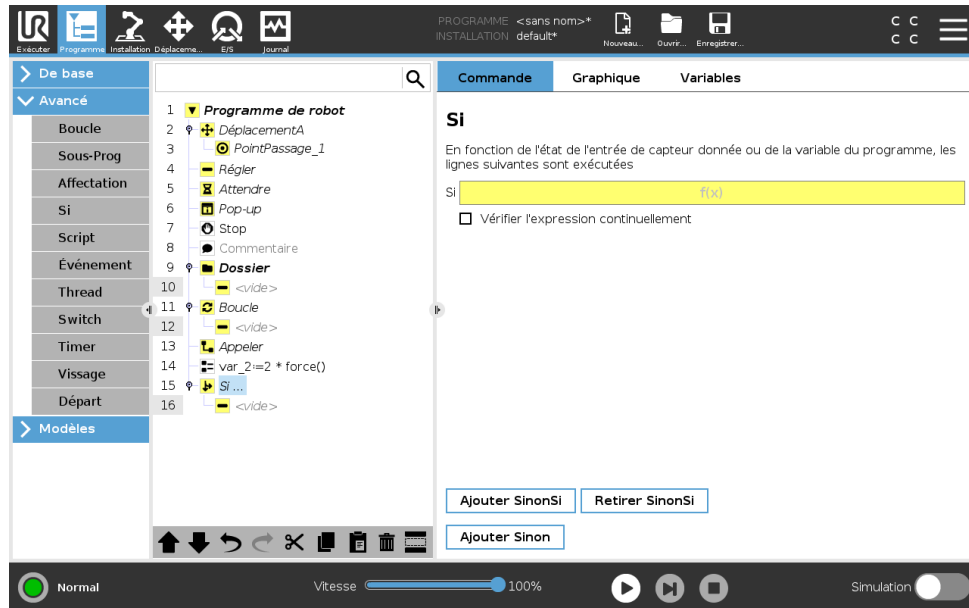 PROGRAMME <sans nom>*
INSTALLATION default*
Exécuter Programme Installation Déplaceme... E/S Journal
Nouveau... Ouvrir... Enregistrer...
C C
C C
De base
Avancé
Boucle
Sous-Prog
Affectation
Si
Script
Événement
Thread
Switch
Timer
Vissage
Départ
Modèles
1 Programme de robot
2 DéplacementA
3 PointPassage_1
4 Régler
5 Attendre
6 Pop-up
7 Stop
8 Commentaire
9 Dossier
10 <vide>
11 Boucle
12 <vide>
13 Appeler
14 var_2≔2 * force()
15 Si ...
16 <vide>
Commande Graphique Variables
Si
En fonction de l'état de l'entrée de capteur donnée ou de la variable du programme, les
lignes suivantes sont exécutées
Si f(x)
Vérifier l'expression continuellement
Ajouter SinonSi Retirer SinonSi
Ajouter Sinon
Normal Vitesse 100% Simulation